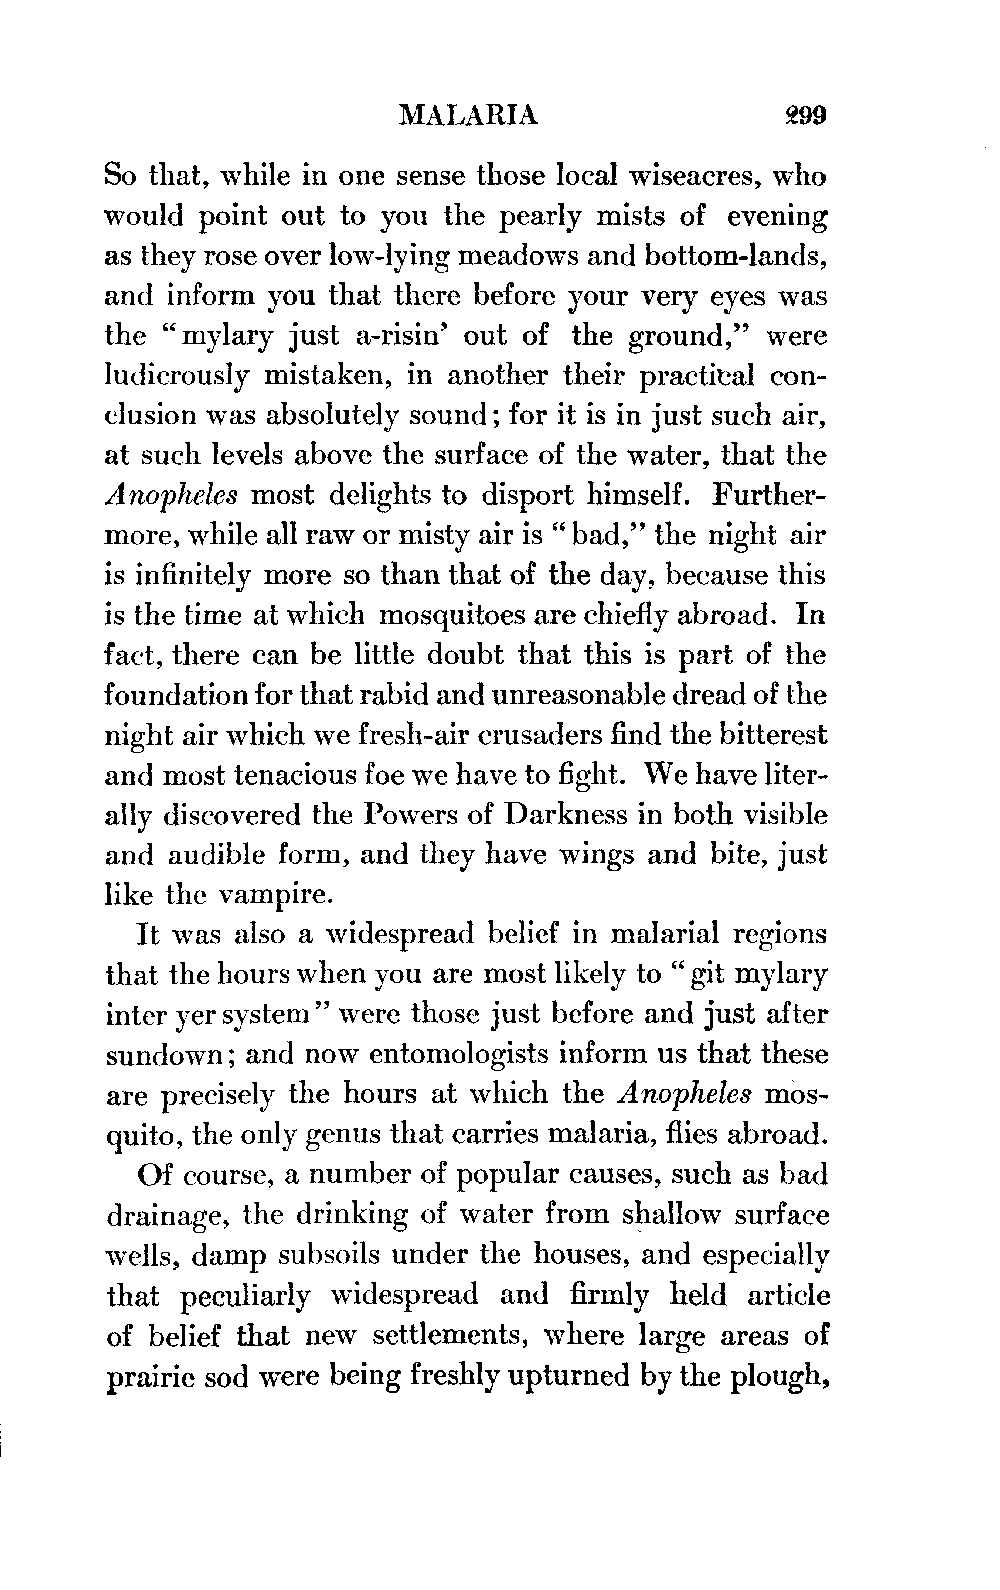 MALARIA 299
So that, while in one sense those local wiseacres, who
would point out to you the pearly mists of evening
as they rose over low-lying meadows and bottom-lands,
and inform you that there before your very eyes was
the “mylary just a-risin’ out of the ground,” were
ludicrously mistaken, in another their practical con-
clusion was absolutely sound; for it is in just such air,
at such levels above the surface of the water, that the
Anopheles most delights to disport himself. Further-
more, while all raw or misty air is “bad,” the night air
is infinitely more so than that of the day, because this
is the time at which mosquitoes are chiefly abroad. In
fact, there can be little doubt that this is part of the
foundation for that rabid and unreasonable dread of the
night air which we fresh-air crusaders find the bitterest
and most tenacious foe we have to fight. We have liter-
ally discovered the Powers of Darkness in both visible
and audible form, and they have wings and bite, just
like the vampire.
It was also a widespread belief in malarial regions
that the hours when you are most likely to “git mylary
inter yer system” were those just before and just after
sundown; and now entomologists inform us that these
are precisely the hours at which the Anopheles mos-
quito, the only genus that carries malaria, flies abroad.
Of course, a number of popular causes, such as bad
drainage, the drinking of water from shallow surface
wells, damp subsoils under the houses, and especially
that peculiarly widespread and firmly held article
of belief that new settlements, where large areas of
prairie sod were being freshly upturned by the plough,